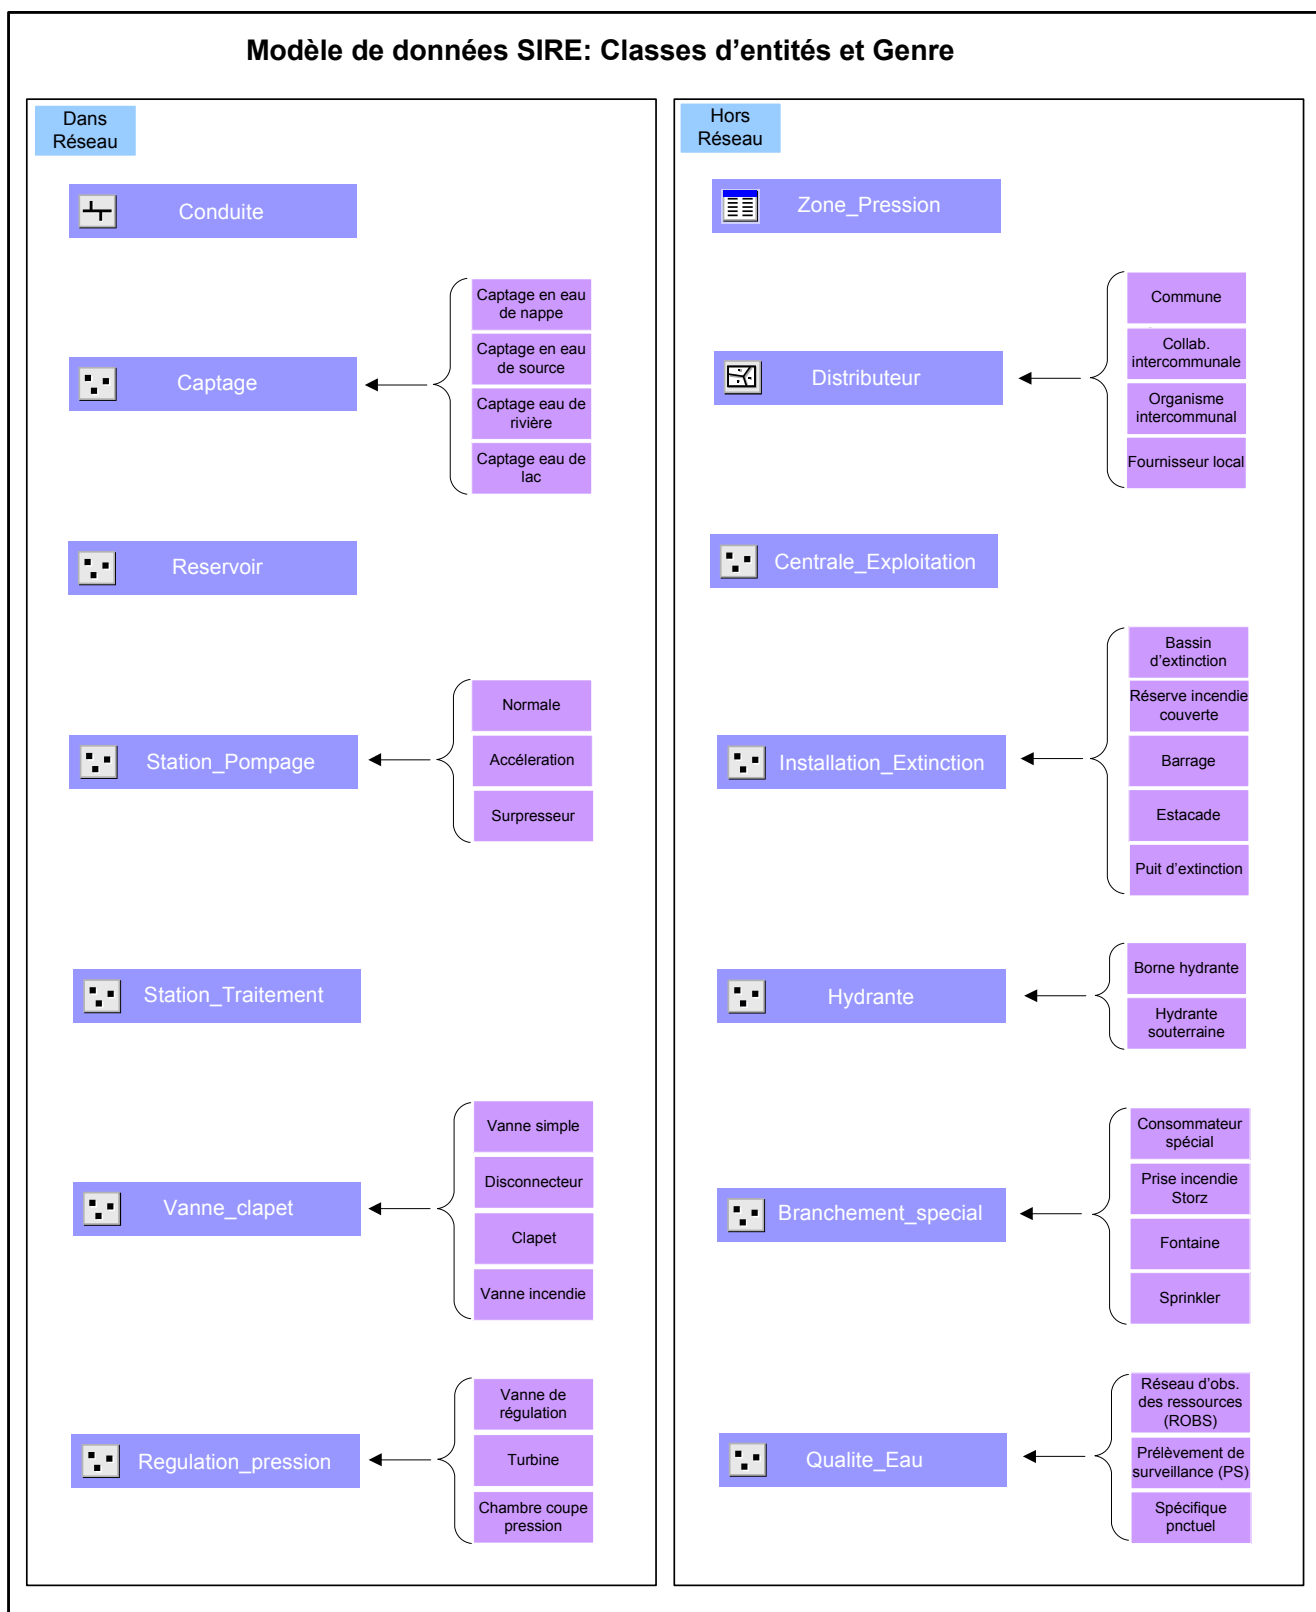 Modèle de données SIRE: Classes d'entités et Genre
Dans
Réseau
Conduite
Captage en eau
de nappe
Captage en eau
de source
Captage
Captage eau de
rivière
Captage eau de
lac
Reservoir
Normale
Station_Pompage
Accéleration
Surpresseur
Station_Traitement
Vanne simple
Disconnecteur
Vanne_clapet
Clapet
Vanne incendie
Vanne de
régulation
Regulation_pression
Turbine
Chambre coupe
pression
Hors
Réseau
Zone_Pression
Commune
Collab.
intercommunale
Distributeur
Organisme
intercommunal
Fournisseur local
Centrale_Exploitation
Bassin
d'extinction
Réserve incendie
couverte
Installation_Extinction
Barrage
Estacade
Puit d'extinction
Borne hydrante
Hydrante
Hydrante
souterraine
Consommateur
spécial
Prise incendie
Storz
Branchement_special
Fontaine
Sprinkler
Réseau d'obs.
des ressources
(ROBS)
Qualite_Eau
Prélèvement de
surveillance (PS)
Spécifique
pnctuel